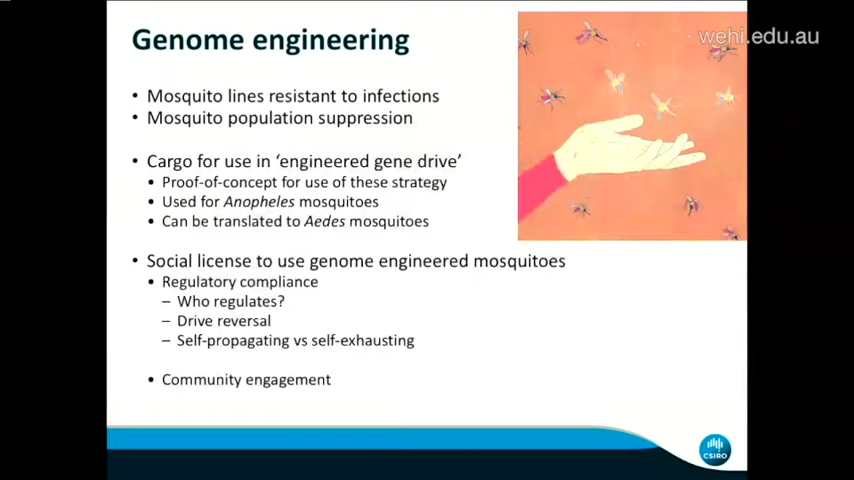 Genome engineering
wehi.edu.au
• Mosquito lines resistant to infections
• Mosquito population suppression
• Cargo for use in ‘engineered gene drive’
• Proof-of-concept for use of these strategy
• Used for Anopheles mosquitoes
• Can be translated to Aedes mosquitoes
• Social license to use genome engineered mosquitoes
• Regulatory compliance
– Who regulates?
– Drive reversal
– Self-propagating vs self-exhausting
• Community engagement
CSIRO